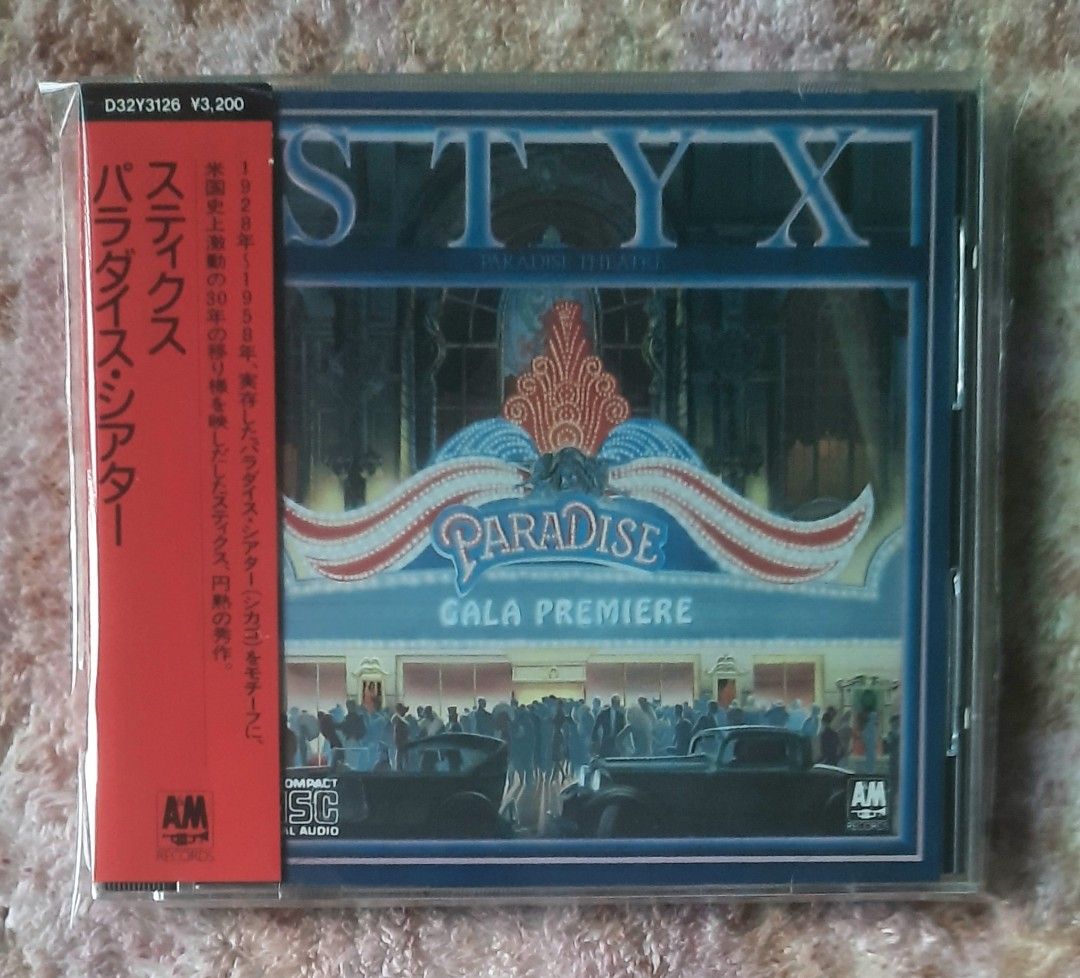 D32Y3126 ¥3,200
スティクス
パラダイス・シアター
1928年〜1958年、実存したパラダイス・シアター(シカゴ)をモチーフに、
米国史上激動の30年の移り様を映しだしたスティクス、円熟の秀作。
A&M
RECORDS
STYX
PARADISE THEATRE
PARADISE
GALA PREMIERE
OMPACT
ISC
AL AUDIO
A&M
RECORDS